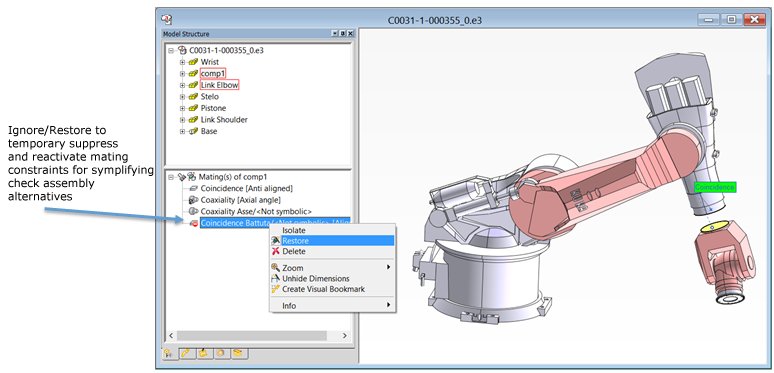 C0031-1-000355_0.e3
Model Structure
C0031-1-000355_0.e3
Wrist
comp1
Link Elbow
Stelo
Pistone
Link Shoulder
Base
Ignore/Restore to
temporary suppress
and reactivate mating
constraints for symplifying
check assembly
alternatives
Mating(s) of comp1
Coincidence [Anti aligned]
Coaxiality [Axial angle]
Coaxiality Asse/<Not symbolic>
Coincidence Battuta/<Not symbolic> [Alig
Isolate
Restore
Delete
Zoom
Unhide Dimensions
Create Visual Bookmark
Info
Coincidence